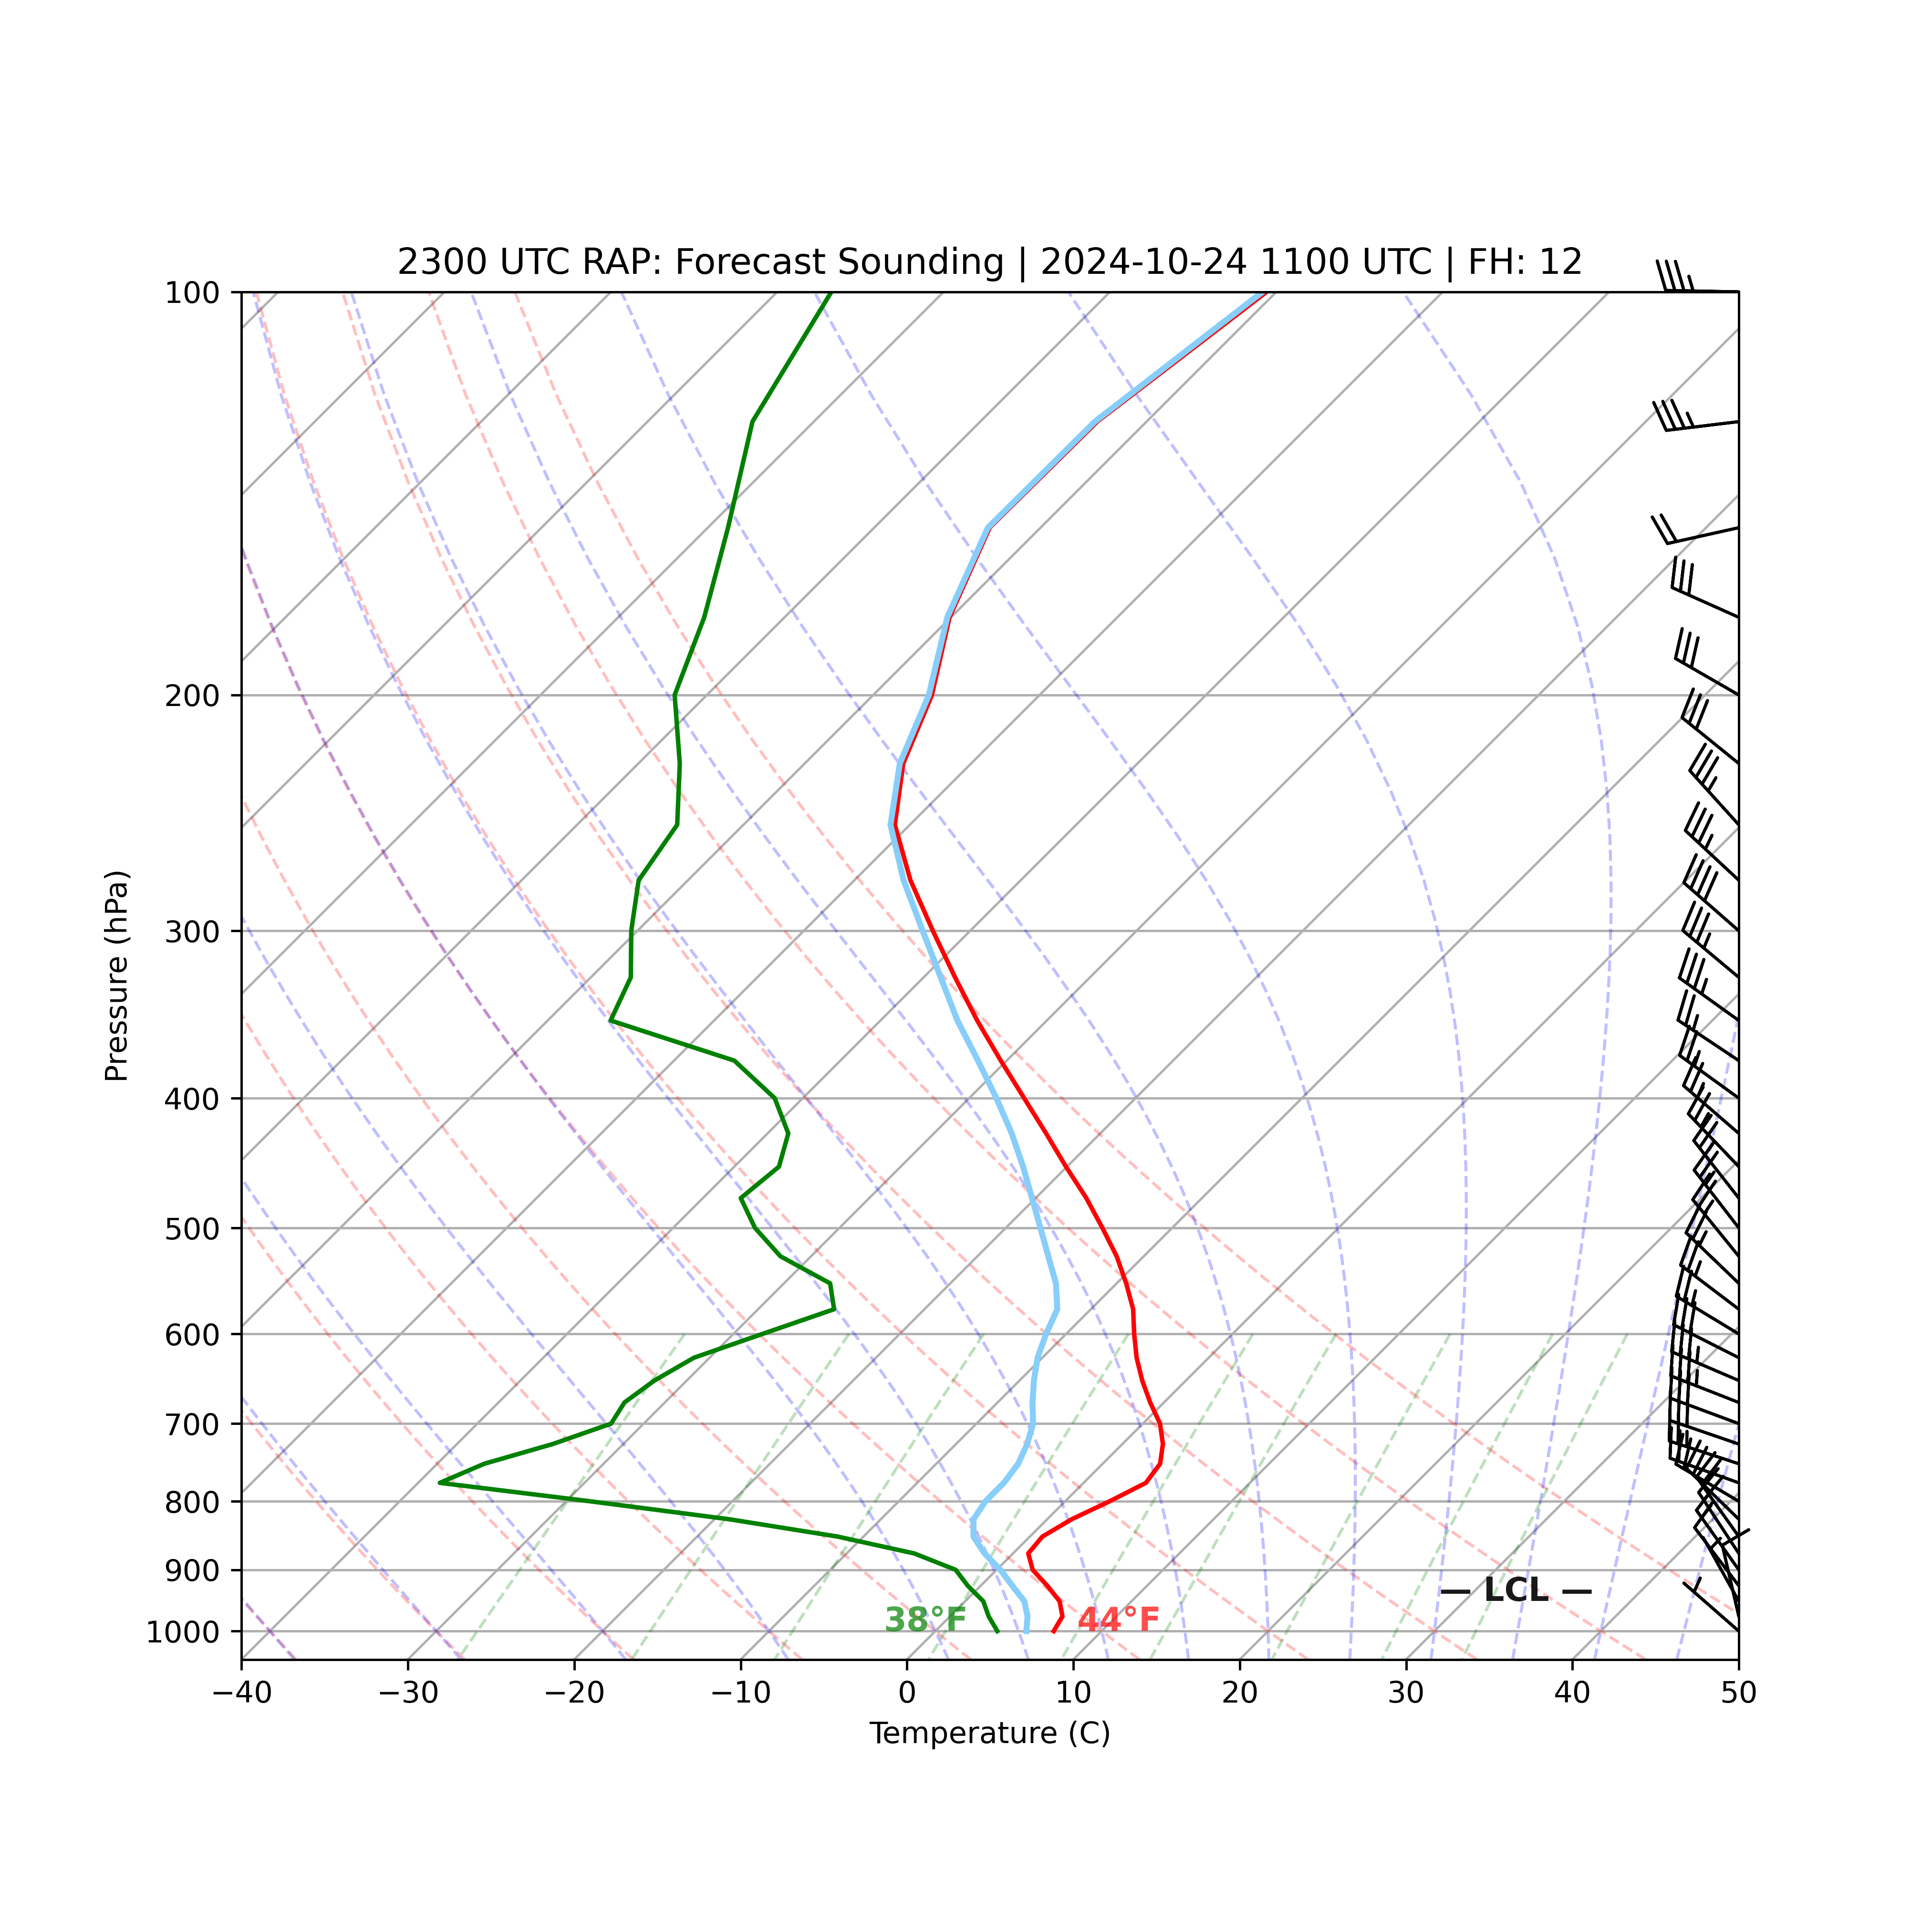 2300 UTC RAP: Forecast Sounding | 2024-10-24 1100 UTC | FH: 12
100
200
300
400
500
600
700
800
900
1000
Pressure (hPa)
— LCL —
38°F
44°F
−40 −30 −20 −10 0 10 20 30 40 50
Temperature (C)